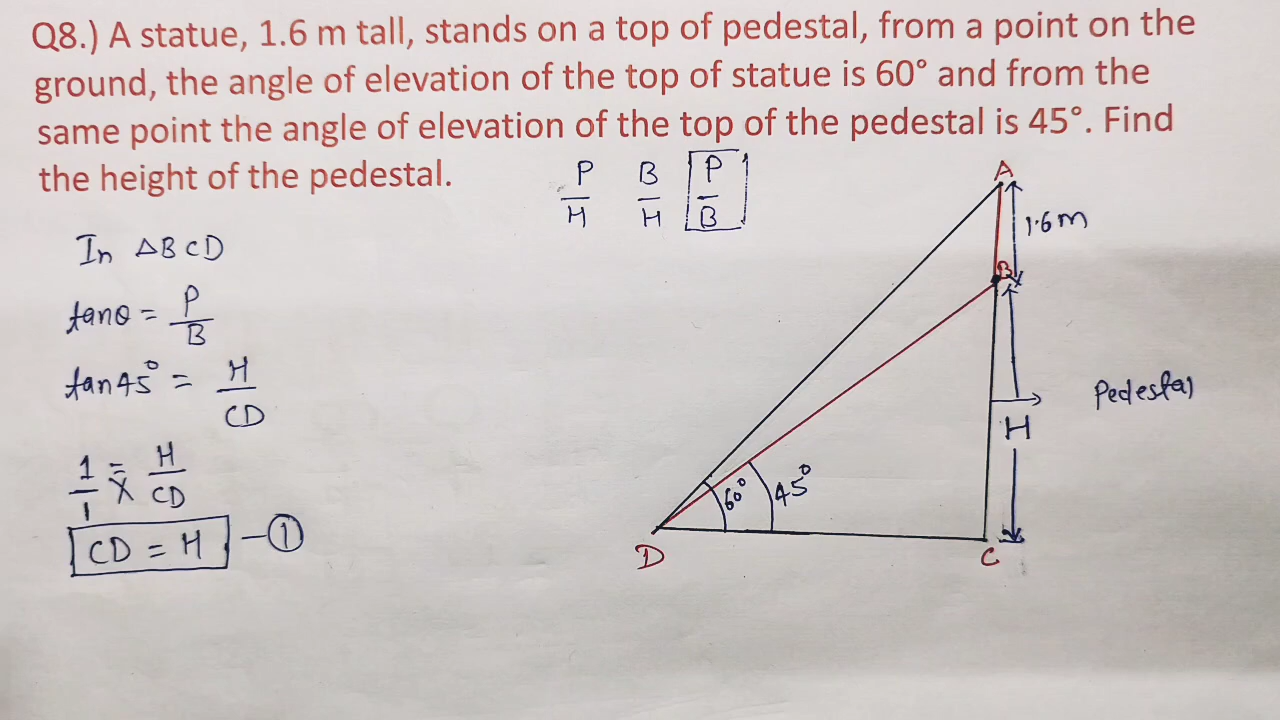 Q8.) A statue, 1.6 m tall, stands on a top of pedestal, from a point on the
ground, the angle of elevation of the top of statue is 60° and from the
same point the angle of elevation of the top of the pedestal is 45°. Find
the height of the pedestal.
P/H B/H P/B
In △BCD
tanθ = P/B
tan45° = H/CD
1/1 = H/CD
CD = H —①
A
1.6m
B
Pedestal
H
60° 45°
D C